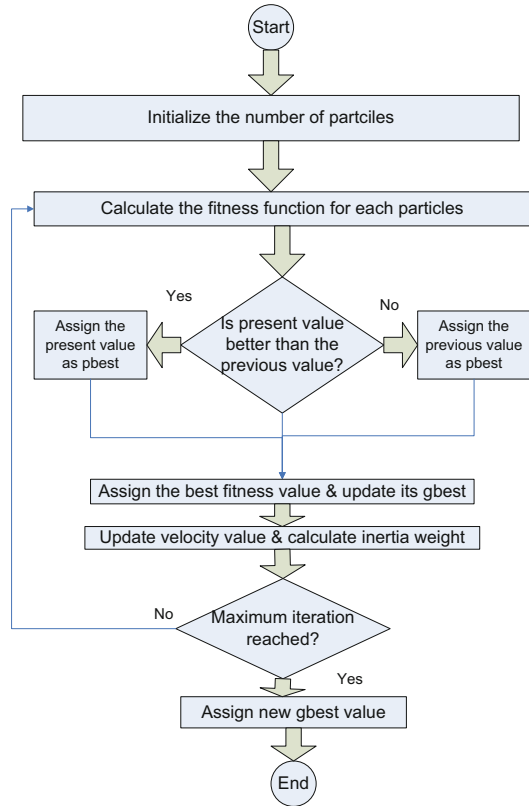 Start
Initialize the number of partciles
Calculate the fitness function for each particles
Yes
No
Assign the
present value
as pbest
Is present value
better than the
previous value?
Assign the
previous value
as pbest
Assign the best fitness value & update its gbest
Update velocity value & calculate inertia weight
No
Maximum iteration
reached?
Yes
Assign new gbest value
End